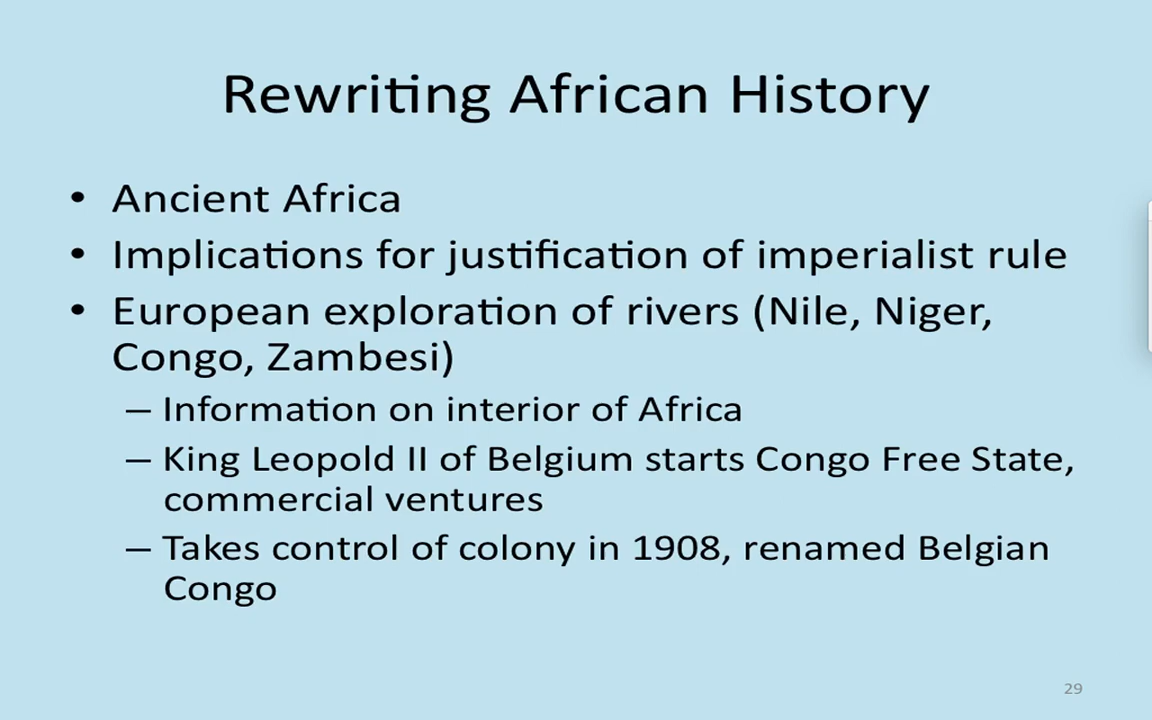 Rewriting African History
• Ancient Africa
• Implications for justification of imperialist rule
• European exploration of rivers (Nile, Niger,
Congo, Zambesi)
– Information on interior of Africa
– King Leopold II of Belgium starts Congo Free State,
commercial ventures
– Takes control of colony in 1908, renamed Belgian
Congo
29